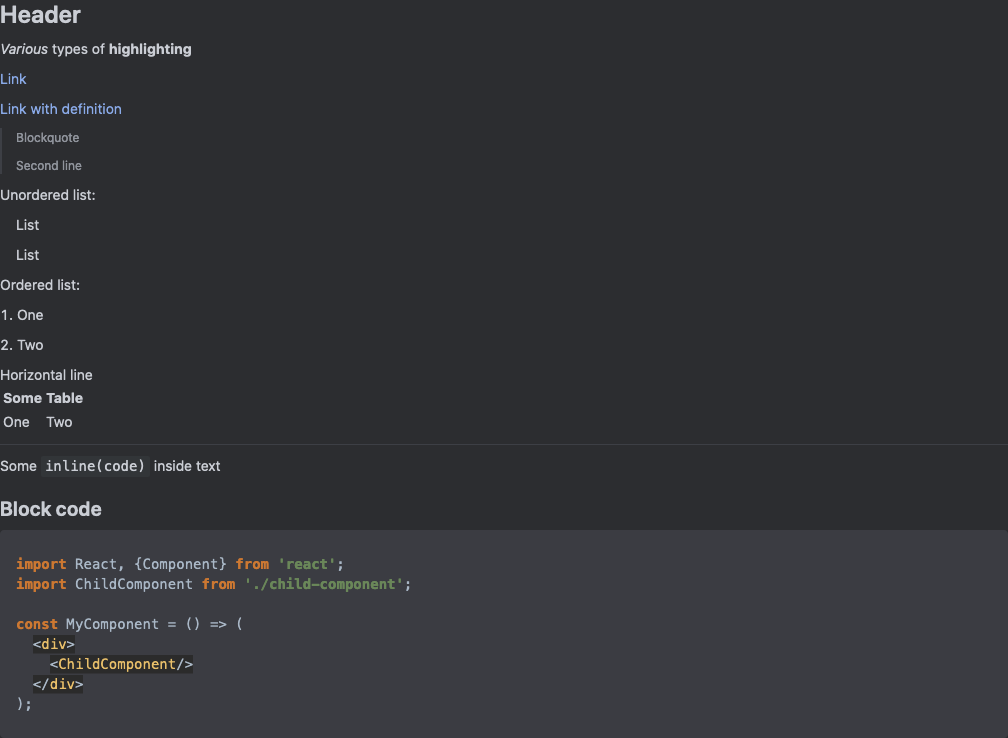 Header
Various types of highlighting
Link
Link with definition
Blockquote
Second line
Unordered list:
List
List
Ordered list:
1. One
2. Two
Horizontal line
Some Table
One Two
Some inline(code) inside text
Block code
import React, {Component} from 'react';
import ChildComponent from './child-component';
const MyComponent = () => (
<div>
<ChildComponent/>
</div>
);